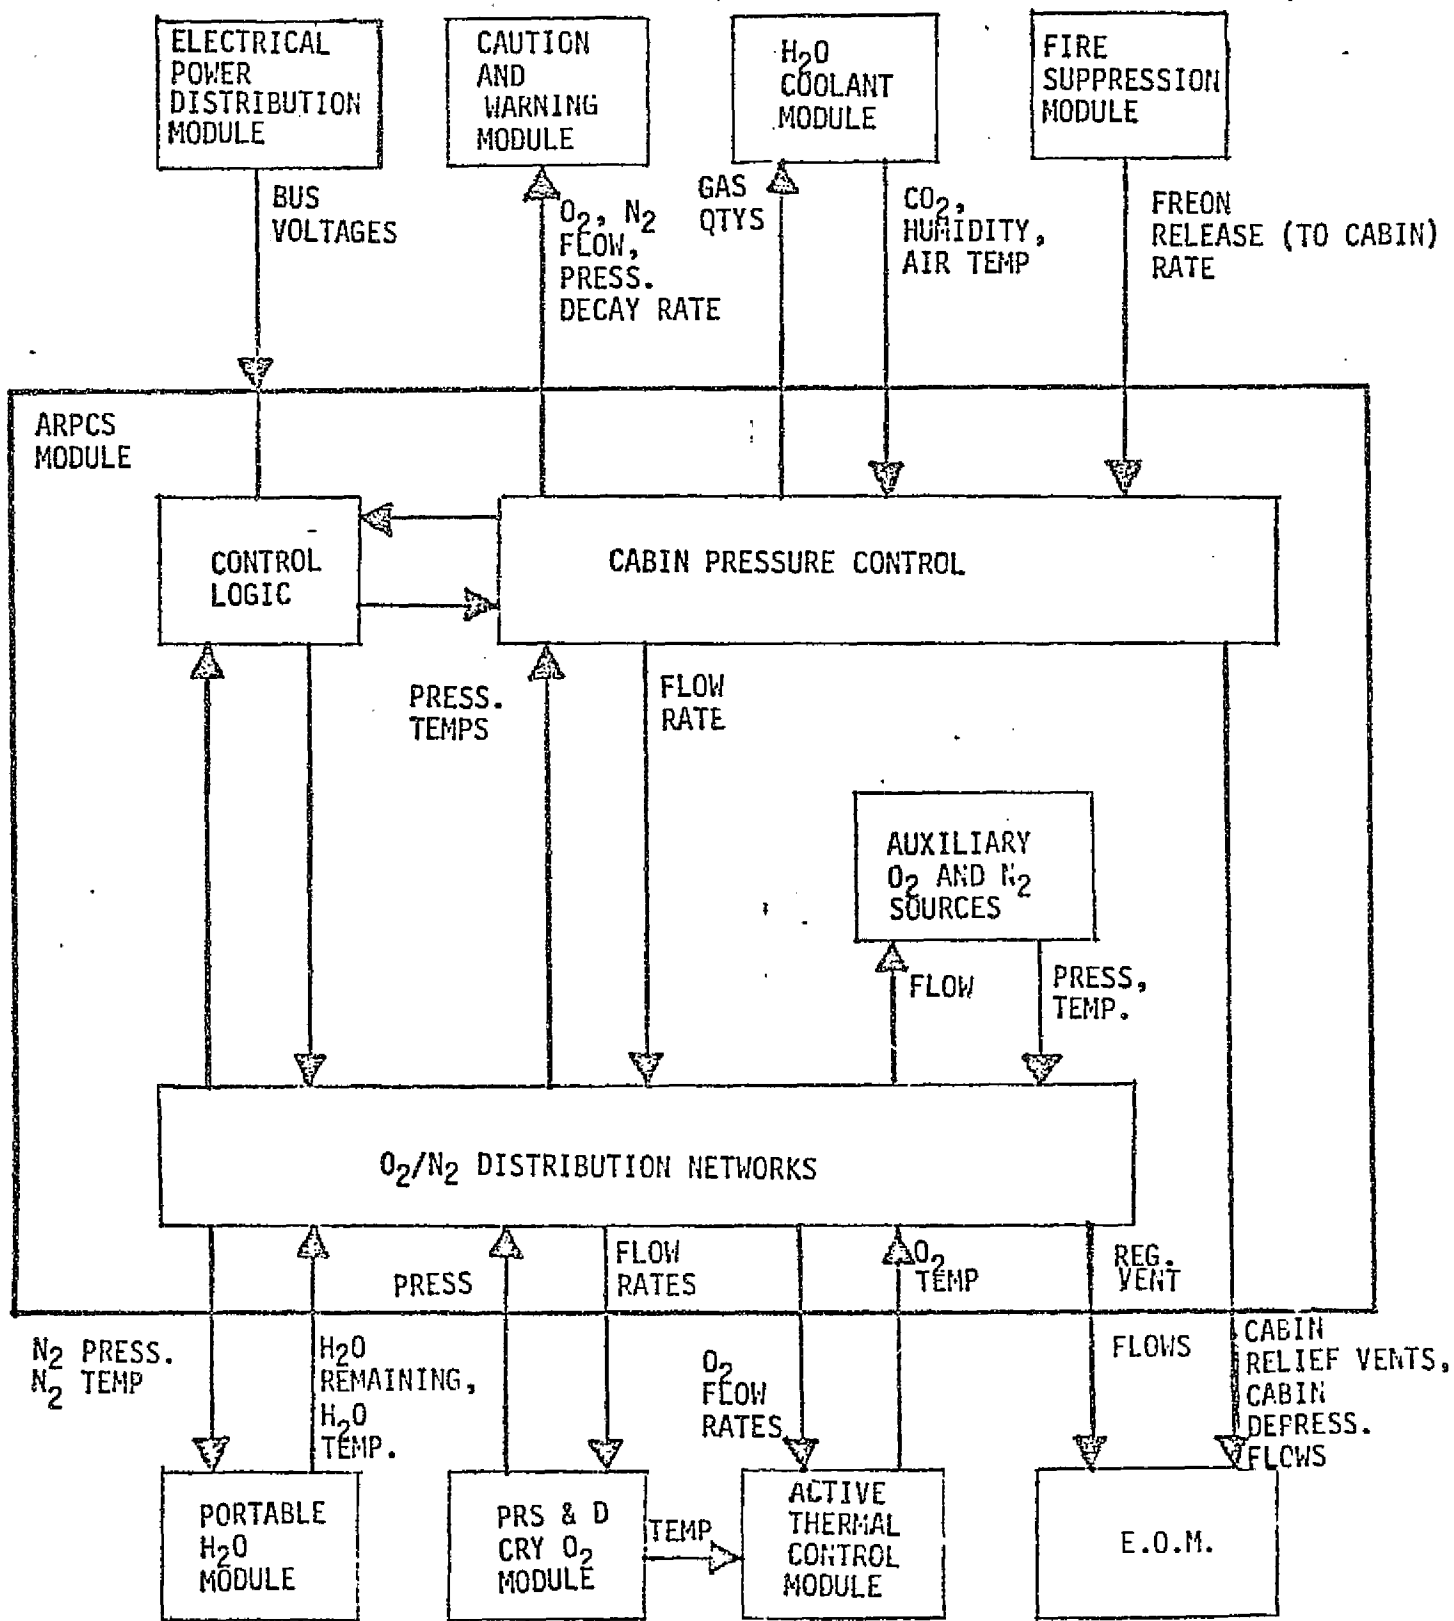 ELECTRICAL
POWER
DISTRIBUTION
MODULE
CAUTION
AND
WARNING
MODULE
H2O
COOLANT
MODULE
FIRE
SUPPRESSION
MODULE
BUS
VOLTAGES
O2, N2
FLOW,
PRESS.
DECAY RATE
GAS
QTYS
CO2,
HUMIDITY,
AIR TEMP
FREON
RELEASE (TO CABIN)
RATE
ARPCS
MODULE
CONTROL
LOGIC
CABIN PRESSURE CONTROL
PRESS.
TEMPS
FLOW
RATE
AUXILIARY
O2 AND N2
SOURCES
FLOW
PRESS,
TEMP.
O2/N2 DISTRIBUTION NETWORKS
PRESS
FLOW
RATES
O2
TEMP
REG.
VENT
FLOWS
N2 PRESS.
N2 TEMP
H2O
REMAINING,
H2O
TEMP.
O2
FLOW
RATES
CABIN
RELIEF VENTS,
CABIN
DEPRESS.
FLOWS
PORTABLE
H2O
MODULE
PRS & D
CRY O2
MODULE
TEMP
ACTIVE
THERMAL
CONTROL
MODULE
E.O.M.